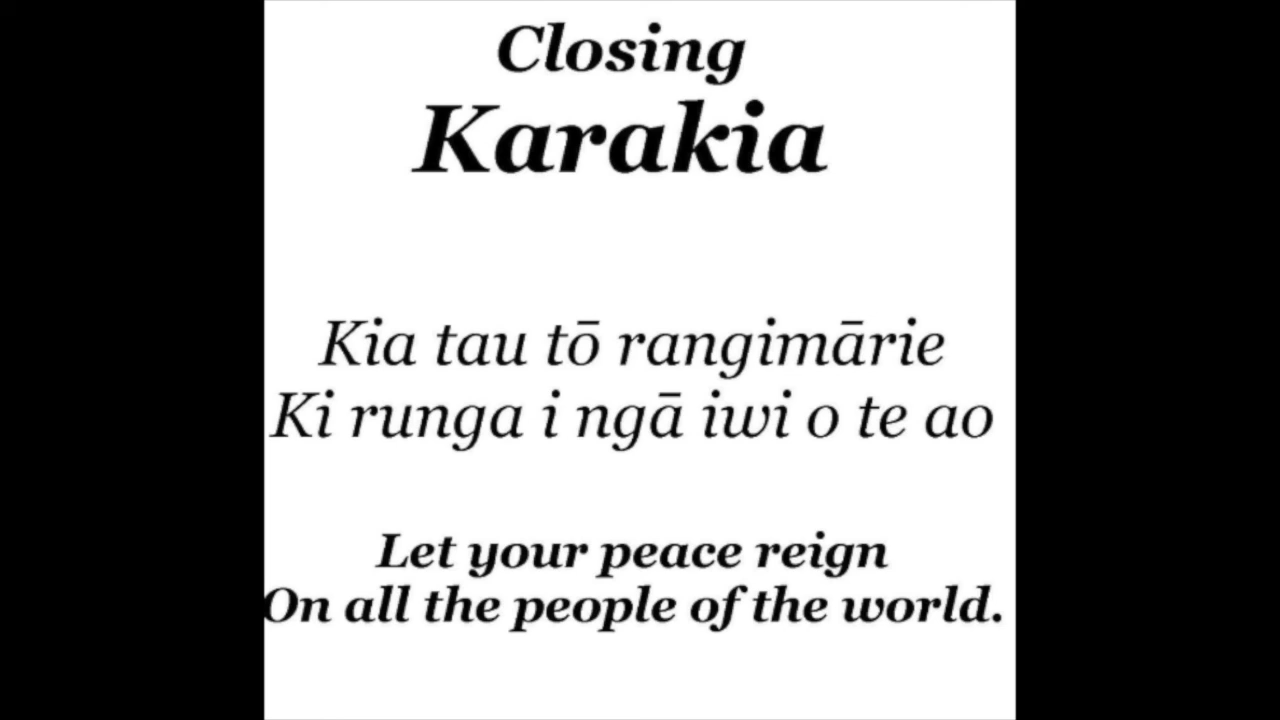 Closing
Karakia
Kia tau tō rangimārie
Ki runga i ngā iwi o te ao
Let your peace reign
On all the people of the world.